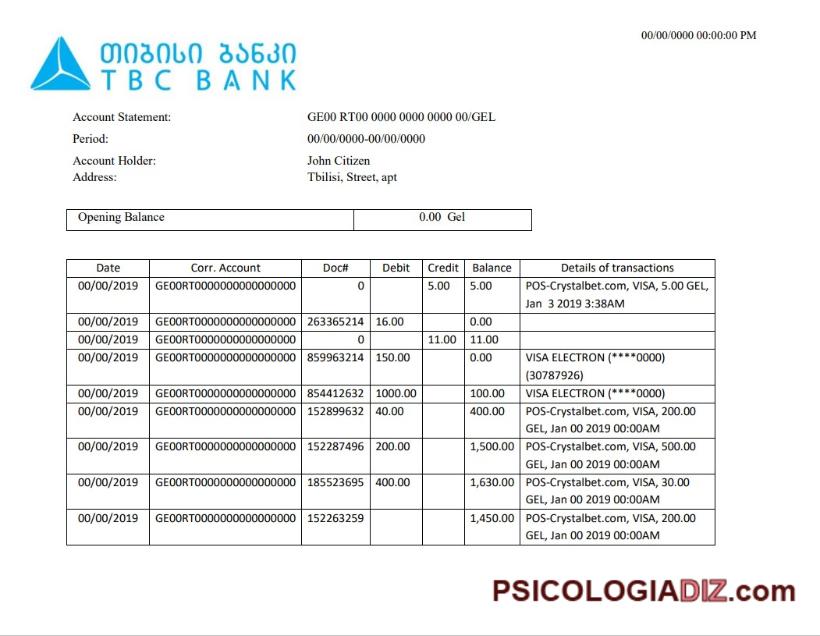 00/00/0000 00:00:00 PM
თიბისი ბანკი
TBC BANK
Account Statement: GE00 RT00 0000 0000 0000 00/GEL
Period: 00/00/0000-00/00/0000
Account Holder: John Citizen
Address: Tbilisi, Street, apt
Opening Balance 0.00 Gel
Date Corr. Account Doc# Debit Credit Balance Details of transactions
00/00/2019 GE00RT0000000000000000 0 5.00 5.00 POS-Crystalbet.com, VISA, 5.00 GEL,
Jan 3 2019 3:38AM
00/00/2019 GE00RT0000000000000000 263365214 16.00 0.00
00/00/2019 GE00RT0000000000000000 0 11.00 11.00
00/00/2019 GE00RT0000000000000000 859963214 150.00 0.00 VISA ELECTRON (****0000)
(30787926)
00/00/2019 GE00RT0000000000000000 854412632 1000.00 100.00 VISA ELECTRON (****0000)
00/00/2019 GE00RT0000000000000000 152899632 40.00 400.00 POS-Crystalbet.com, VISA, 200.00
GEL, Jan 00 2019 00:00AM
00/00/2019 GE00RT0000000000000000 152287496 200.00 1,500.00 POS-Crystalbet.com, VISA, 500.00
GEL, Jan 00 2019 00:00AM
00/00/2019 GE00RT0000000000000000 185523695 400.00 1,630.00 POS-Crystalbet.com, VISA, 30.00
GEL, Jan 00 2019 00:00AM
00/00/2019 GE00RT0000000000000000 152263259 1,450.00 POS-Crystalbet.com, VISA, 200.00
GEL, Jan 00 2019 00:00AM
PSICOLOGIADIZ.com